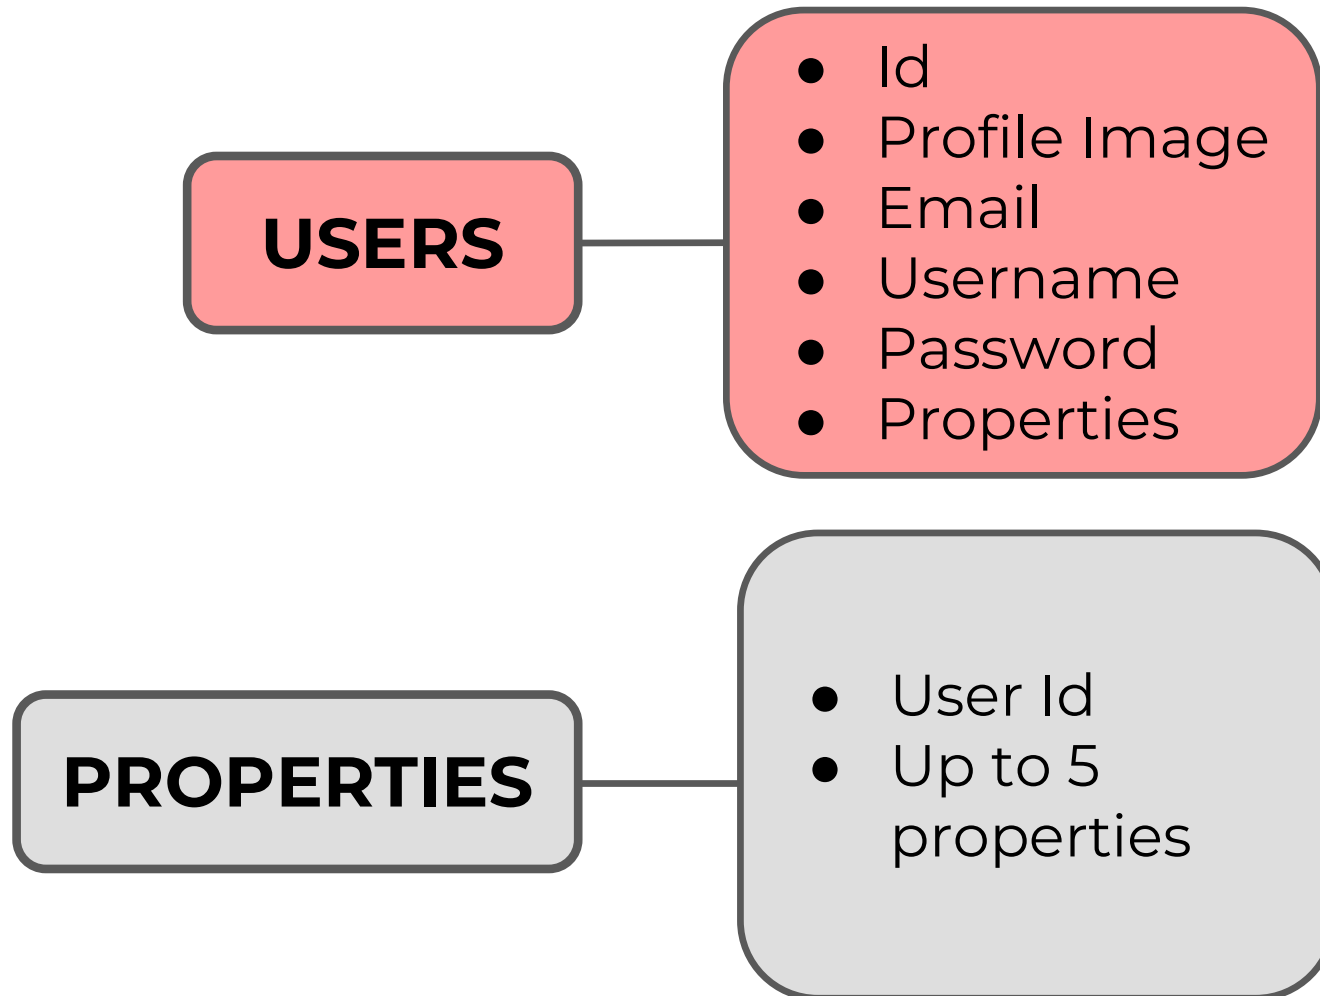 USERS
● Id
● Profile Image
● Email
● Username
● Password
● Properties
PROPERTIES
● User Id
● Up to 5
properties